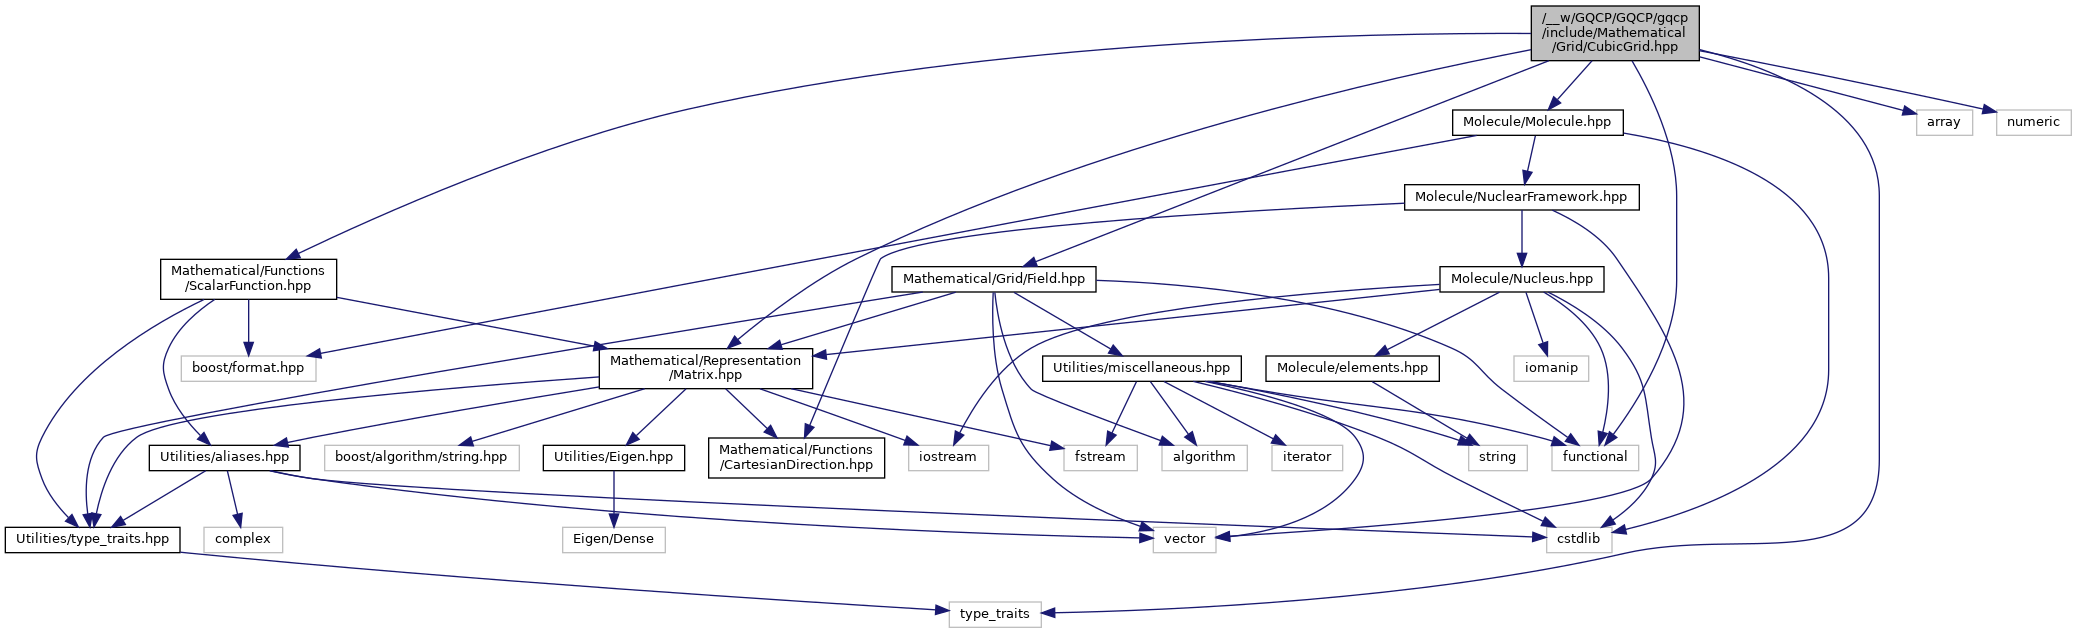 /__w/GQCP/GQCP/gqcp
/include/Mathematical
/Grid/CubicGrid.hpp
Molecule/Molecule.hpp
array
numeric
Molecule/NuclearFramework.hpp
Mathematical/Functions
/ScalarFunction.hpp
Mathematical/Grid/Field.hpp
Molecule/Nucleus.hpp
boost/format.hpp
Mathematical/Representation
/Matrix.hpp
Utilities/miscellaneous.hpp
Molecule/elements.hpp
iomanip
Utilities/aliases.hpp
boost/algorithm/string.hpp
Utilities/Eigen.hpp
Mathematical/Functions
/CartesianDirection.hpp
iostream
fstream
algorithm
iterator
string
functional
Utilities/type_traits.hpp
complex
Eigen/Dense
vector
cstdlib
type_traits